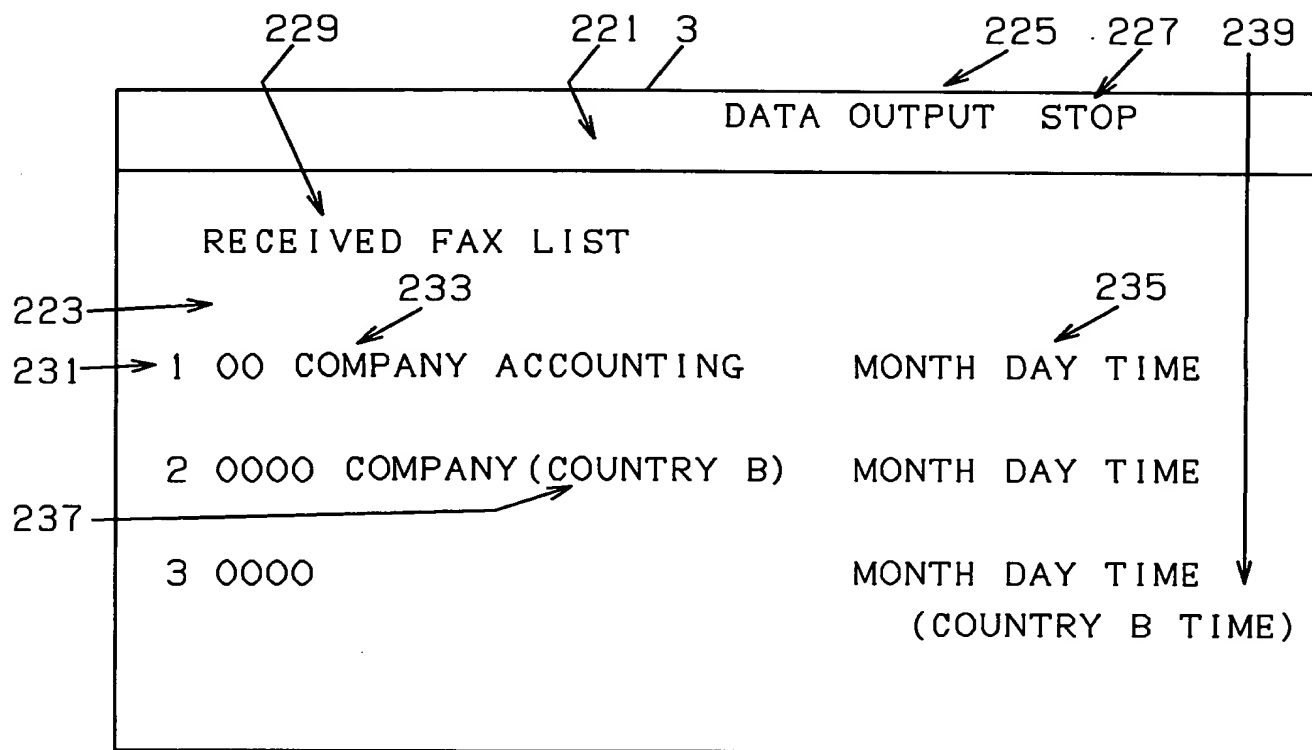 229 221 3 225 227 239
DATA OUTPUT STOP
RECEIVED FAX LIST
233 235
223
231 1 00 COMPANY ACCOUNTING MONTH DAY TIME
2 0000 COMPANY(COUNTRY B) MONTH DAY TIME
237
3 0000 MONTH DAY TIME
(COUNTRY B TIME)